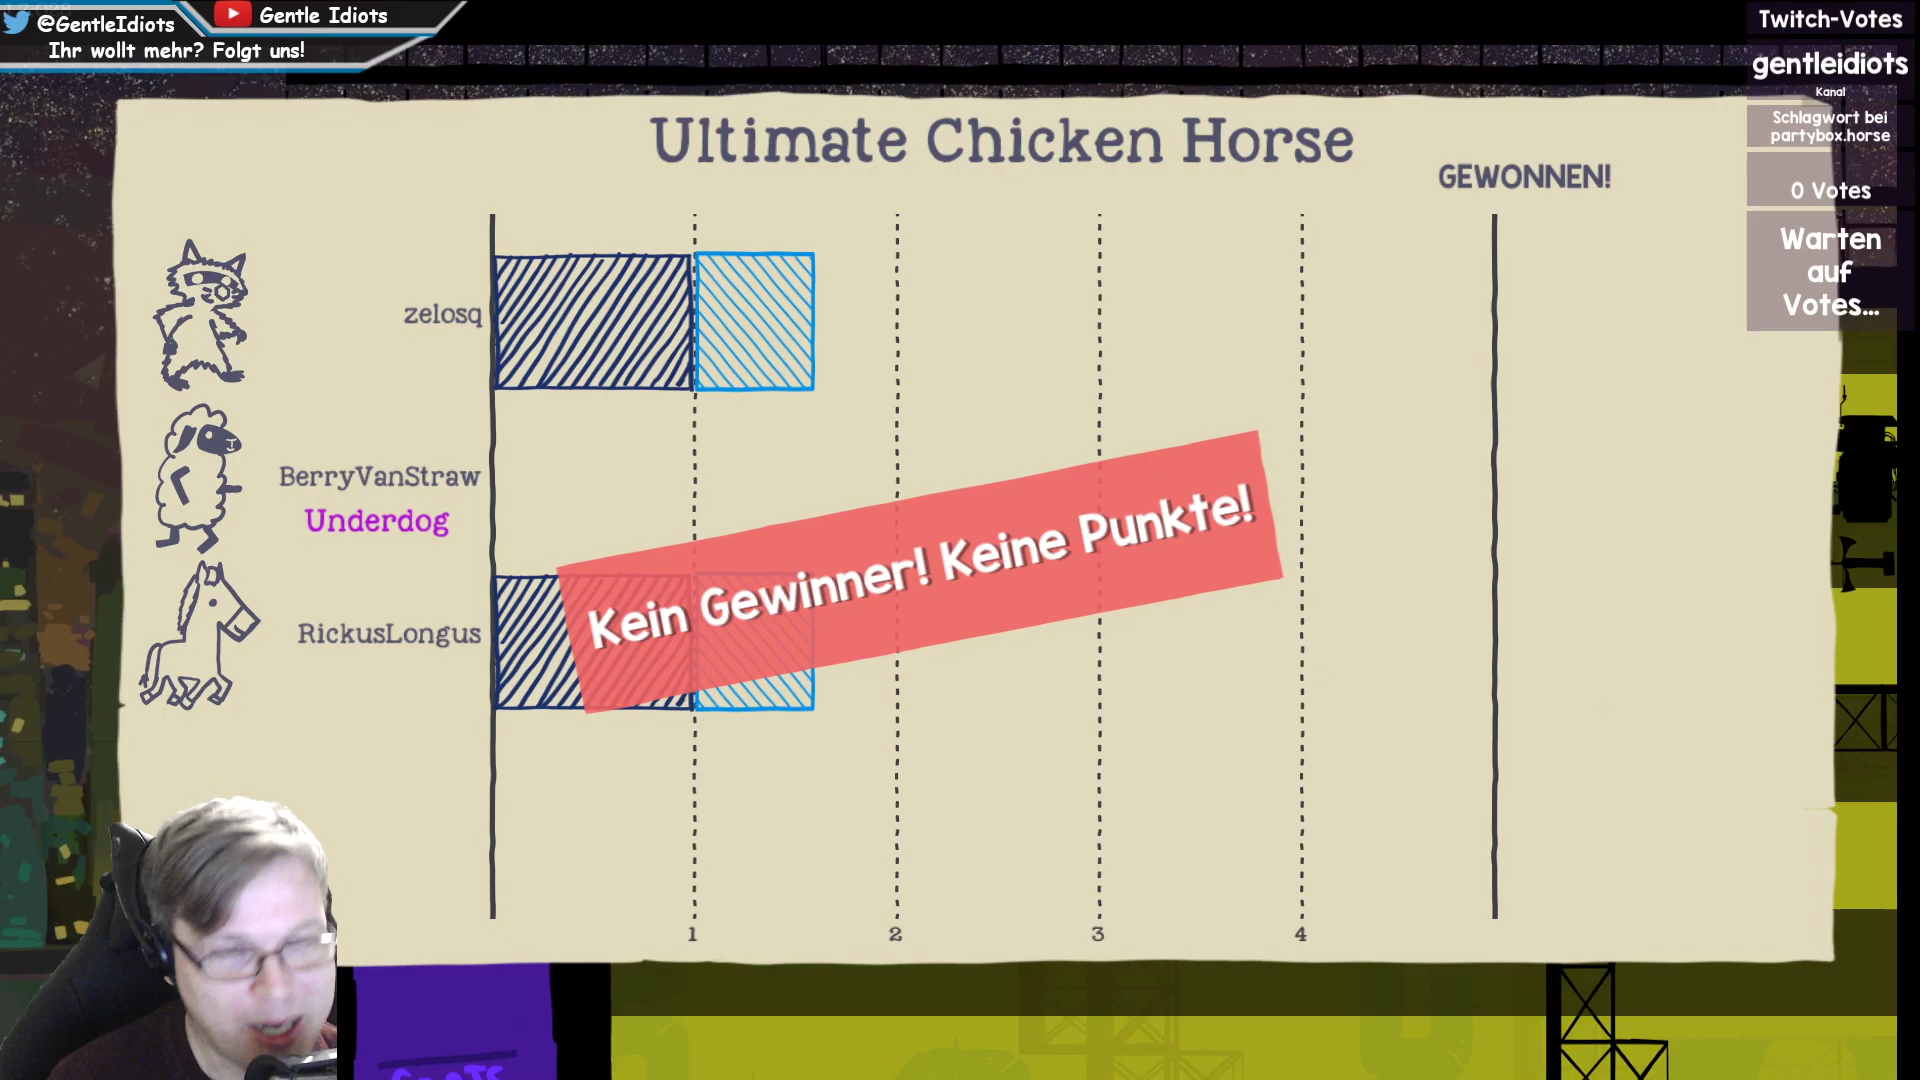 @GentleIdiots
Gentle Idiots
Ihr wollt mehr? Folgt uns!
Twitch-Votes
gentleidiots
Kanal
Schlagwort bei
partybox.horse
0 Votes
Warten
auf
Votes...
Ultimate Chicken Horse
GEWONNEN!
zelosq
BerryVanStraw
Underdog
RickusLongus
Kein Gewinner! Keine Punkte!
1
2
3
4